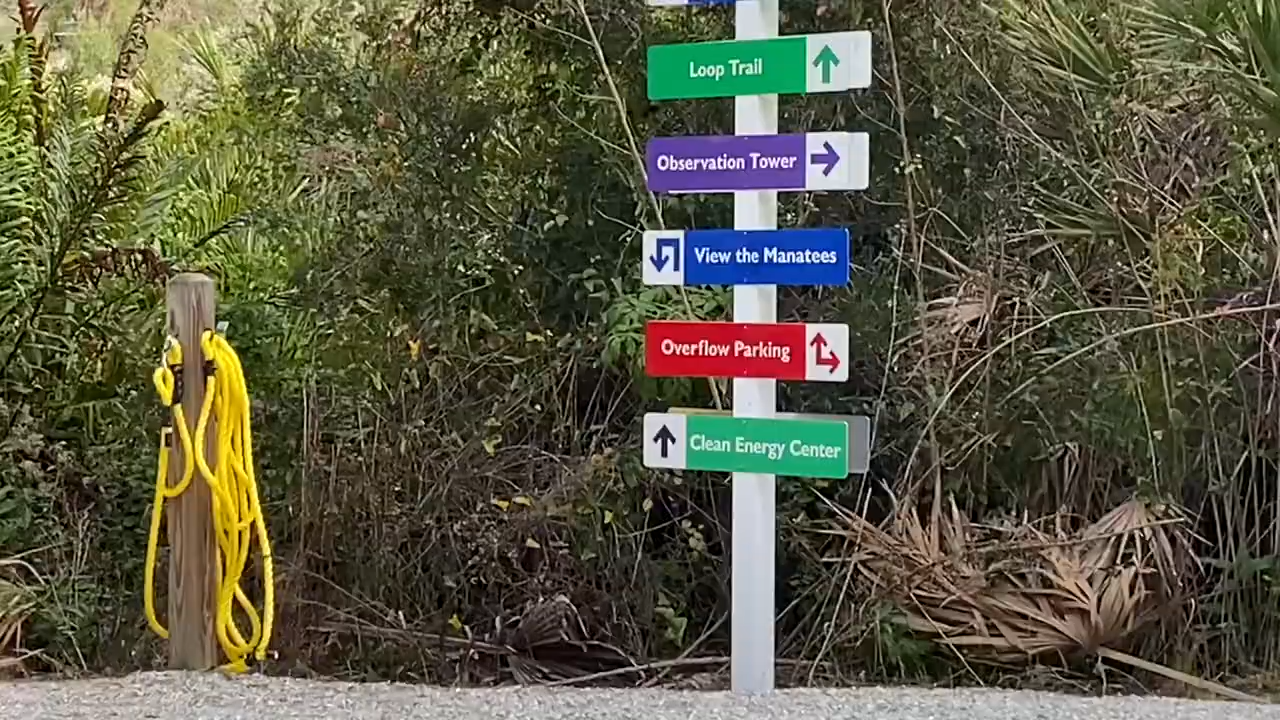 Loop Trail
Observation Tower
View the Manatees
Overflow Parking
Clean Energy Center